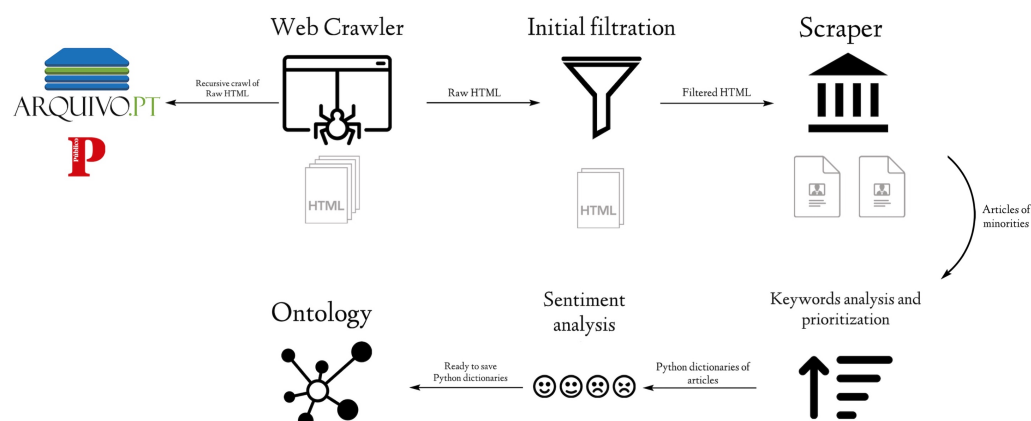 Web Crawler
Initial filtration
Scraper
ARQUIVO.PT
Público
P
Recursive crawl of
Raw HTML
Raw HTML
Filtered HTML
HTML
HTML
Articles of
minorities
Ontology
Sentiment
analysis
Keywords analysis and
prioritization
Ready to save
Python dictionaries
Python dictionaries of
articles